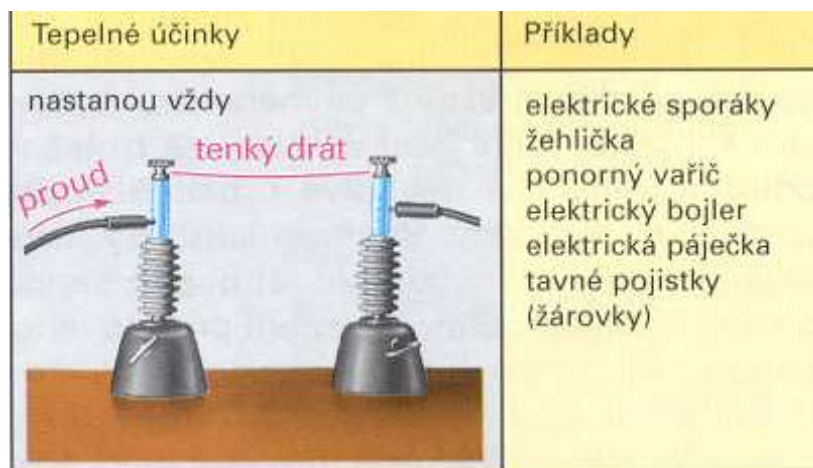 Tepelné účinky
Příklady
nastanou vždy
proud
tenký drát
elektrické sporáky
žehlička
ponorný vařič
elektrický bojler
elektrická páječka
tavné pojistky
(žárovky)